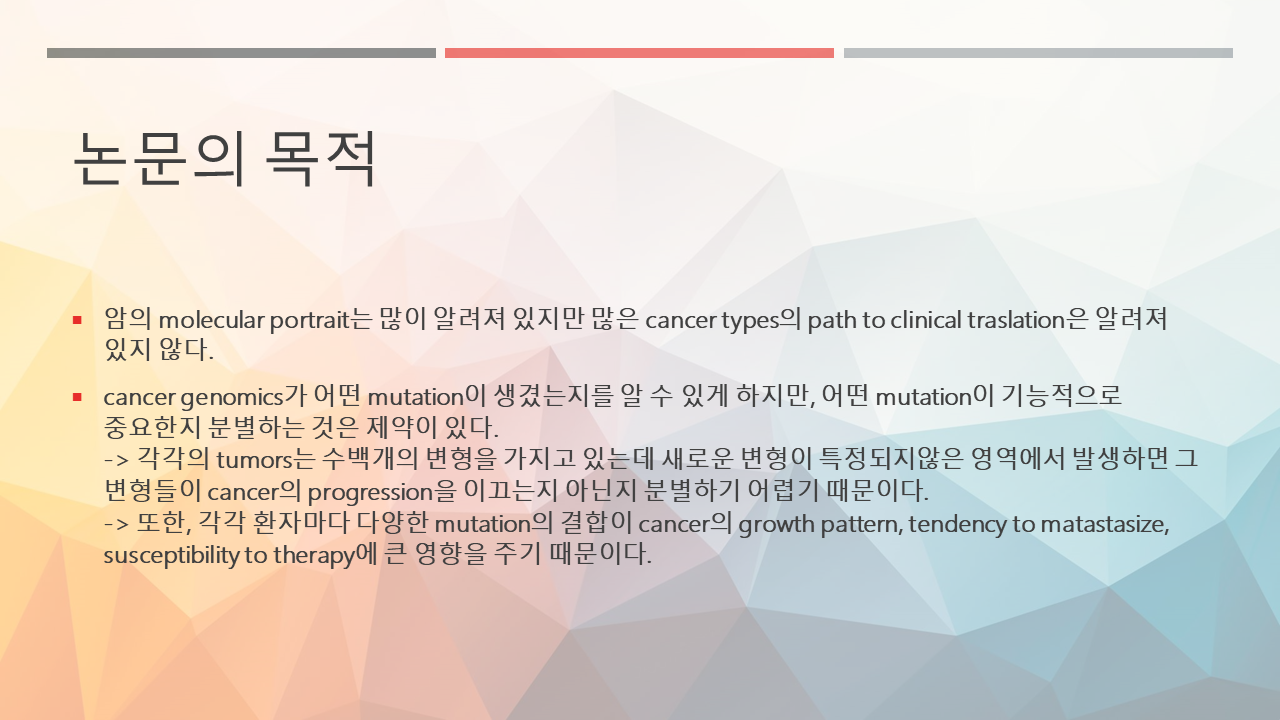 논문의 목적
암의 molecular portrait는 많이 알려져 있지만 많은 cancer types의 path to clinical traslation은 알려져
있지 않다.
cancer genomics가 어떤 mutation이 생겼는지를 알 수 있게 하지만, 어떤 mutation이 기능적으로
중요한지 분별하는 것은 제약이 있다.
-> 각각의 tumors는 수백개의 변형을 가지고 있는데 새로운 변형이 특정되지않은 영역에서 발생하면 그
변형들이 cancer의 progression을 이끄는지 아닌지 분별하기 어렵기 때문이다.
-> 또한, 각각 환자마다 다양한 mutation의 결합이 cancer의 growth pattern, tendency to matastasize,
susceptibility to therapy에 큰 영향을 주기 때문이다.